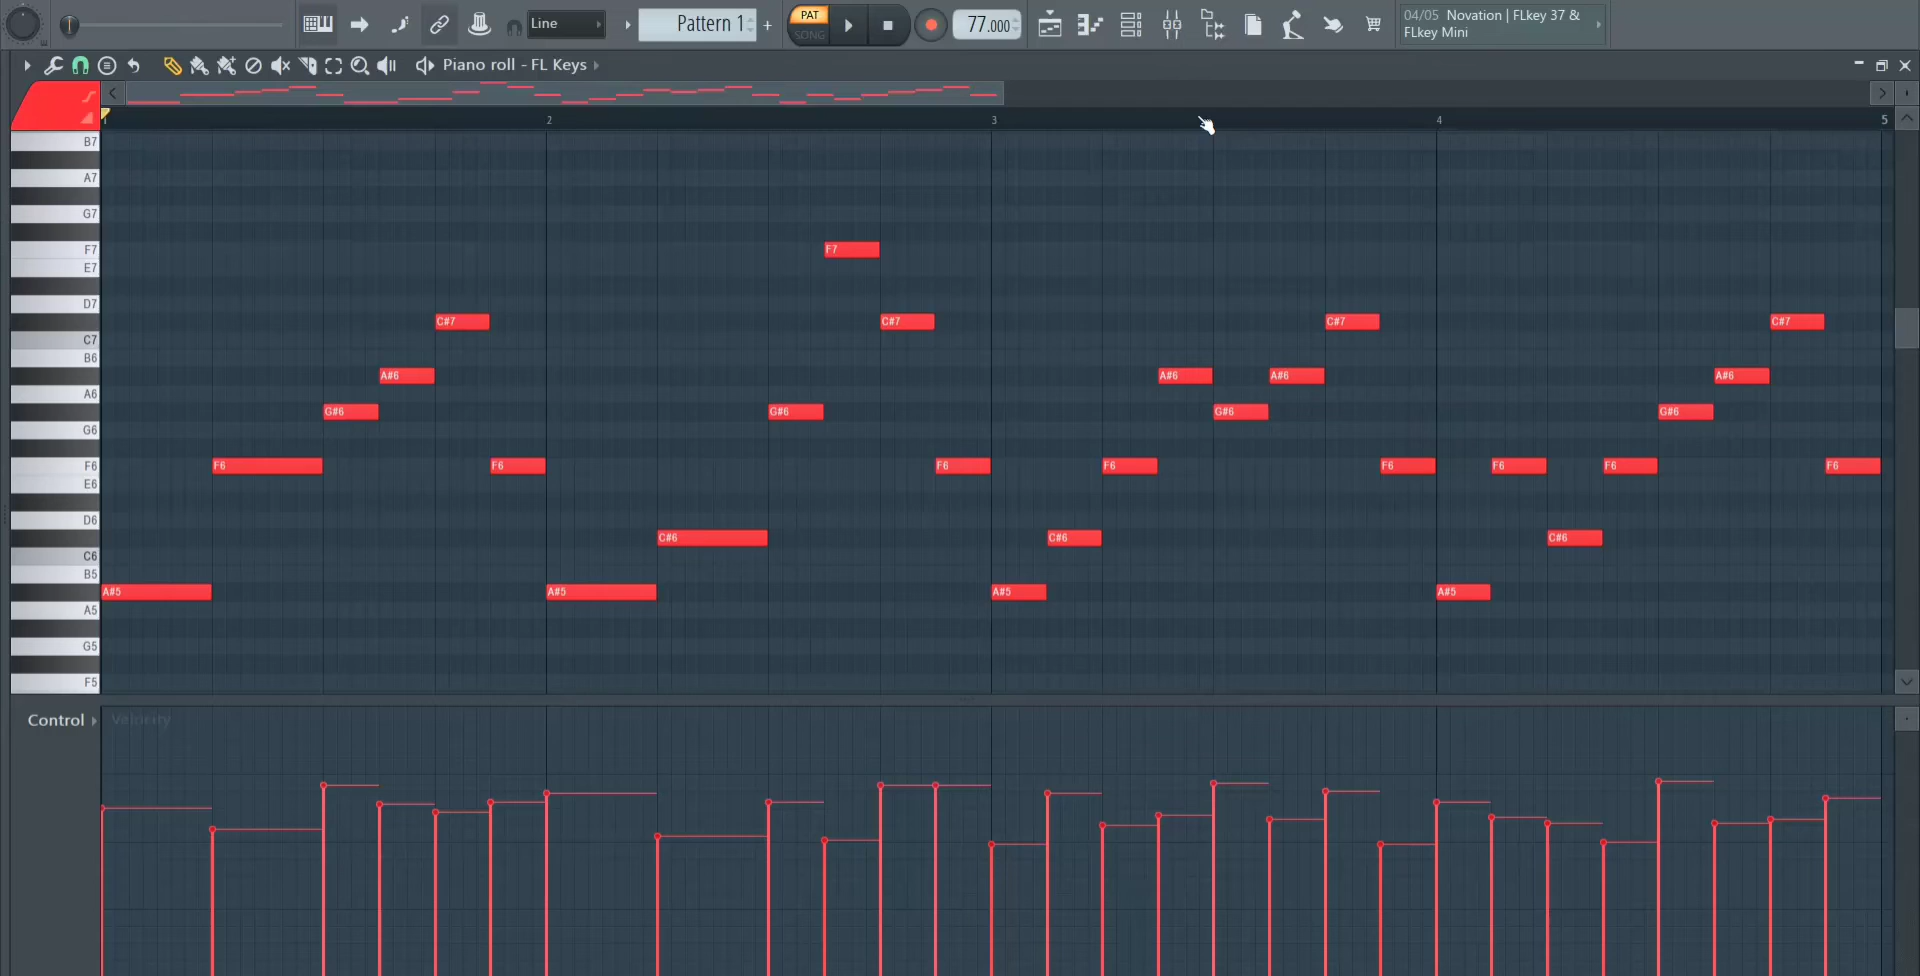 Line
Pattern 1
+
PAT
SONG
77.000
04/05 Novation | FLkey 37 &
FLkey Mini
Piano roll - FL Keys
1 2 3 4 5
B7
A7
G7
F7
F7
E7
D7
C#7 C#7 C#7 C#7
C7
B6
A#6 A#6 A#6 A#6
A6
G#6 G#6 G#6 G#6
G6
F6
F6 F6 F6 F6 F6 F6 F6 F6
E6
D6
C#6 C#6 C#6
C6
B5
A#5 A#5 A#5 A#5
A5
G5
F5
Control Velocity